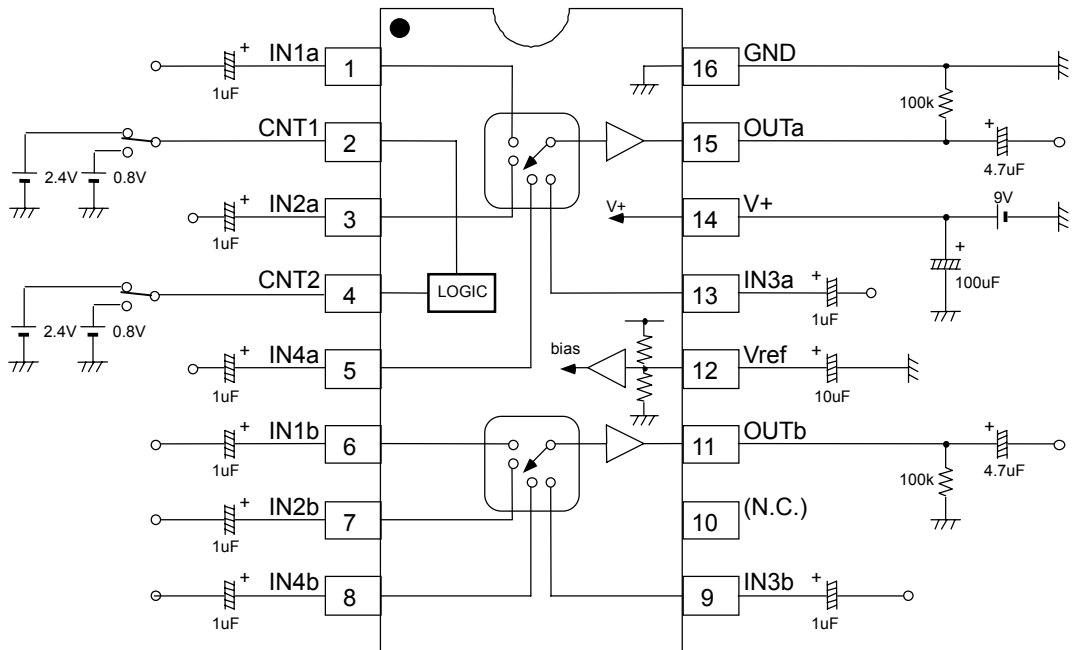 + IN1a 1 16 GND
1uF
100k
CNT1 2 15 OUTa +
4.7uF
2.4V 0.8V
+ IN2a 3 V+ 14 V+ 9V
1uF
+
100uF
CNT2 4 LOGIC 13 IN3a +
1uF
2.4V 0.8V
+ IN4a 5 bias 12 Vref +
1uF 10uF
+ IN1b 6 11 OUTb +
1uF 4.7uF
100k
+ IN2b 7 10 (N.C.)
1uF
+ IN4b 8 9 IN3b +
1uF 1uF